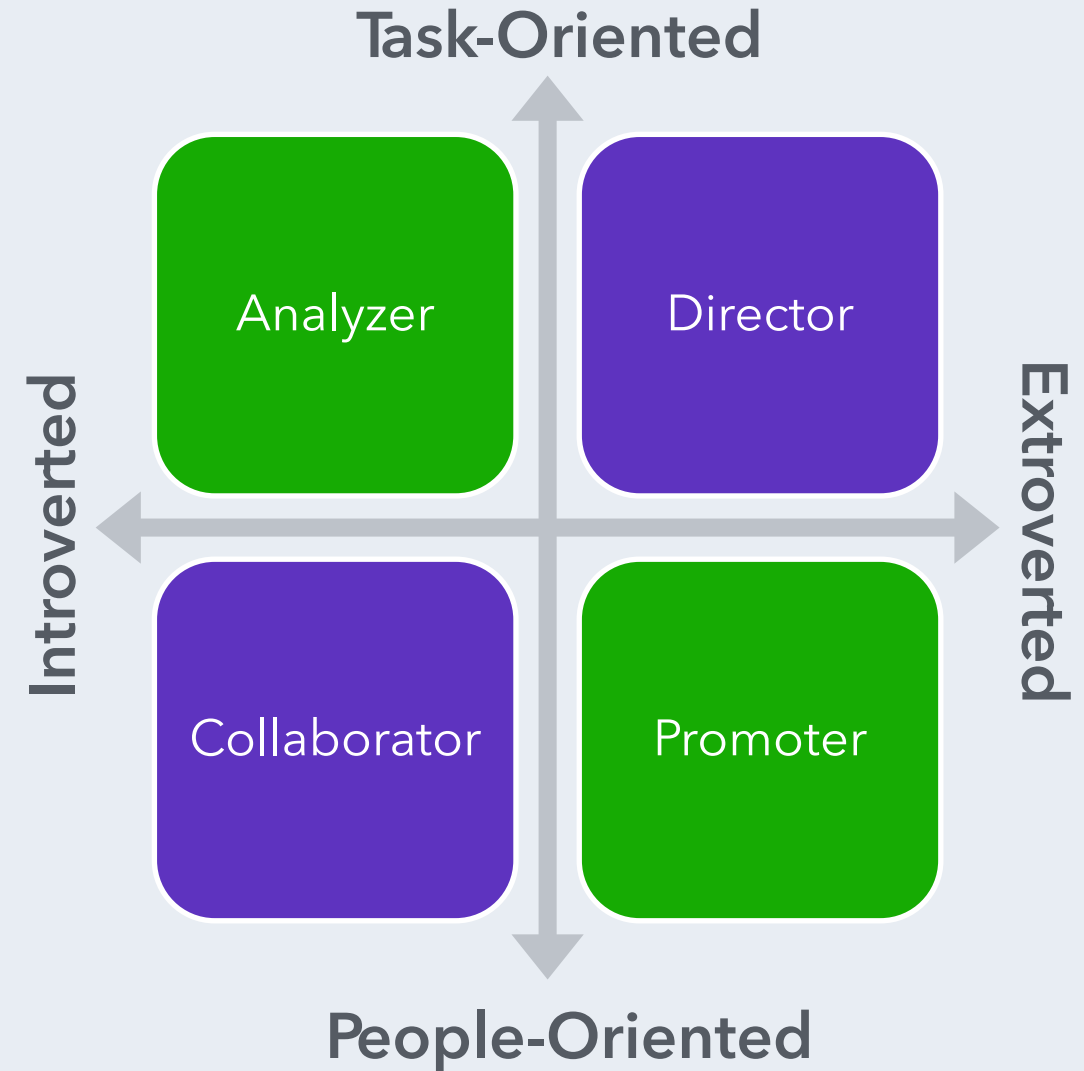 Task-Oriented
Analyzer
Director
Introverted
Extroverted
Collaborator
Promoter
People-Oriented